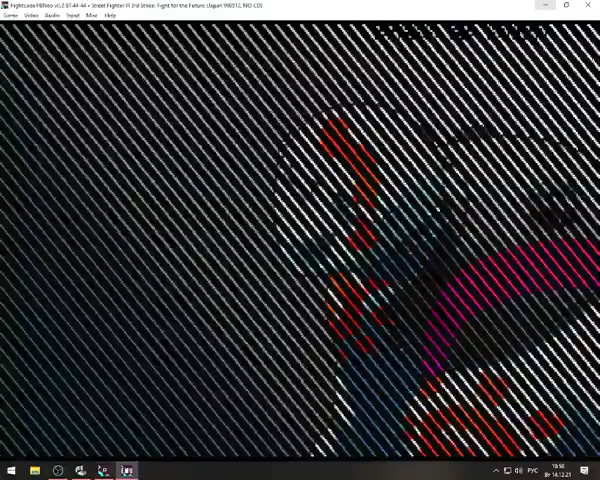 Fightcade FBNeo v0.2.97.44-44 • Street Fighter III 3rd Strike: Fight for the Future (Japan 990512, NO CD)
Game Video Audio Input Misc Help
РУС
19:50
Вт 14.12.21